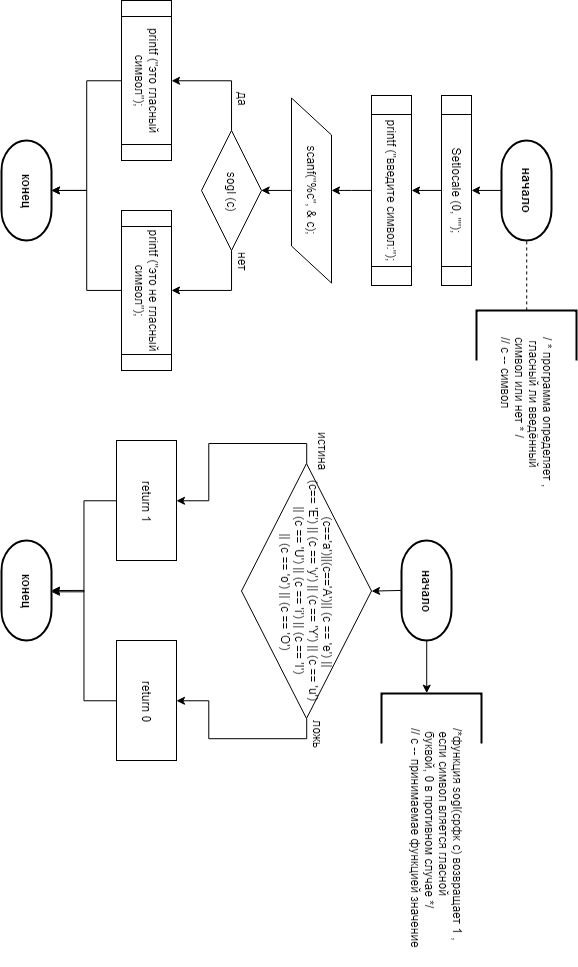 начало
/ * программа определяет ,
гласный ли введённый
символ или нет * /
// c -- символ
Setlocale (0, "");
printf ("введите символ:");
scanf("%c", & c);
sogl (c)
да
нет
printf ("это гласный
символ");
printf ("это не гласный
символ");
конец
начало
/*функция sogl(срфк с) возвращает 1 ,
если символ вляется гласной
буквой, 0 в противном случае */
// c -- принимаемае функцией значение
(c=='a')||(c=='A')|| (c == 'e') ||
(c== 'E') || (c == 'y') || (c == 'Y') || (c == 'u')
|| (c == 'U') || (c == 'i') || (c == 'I')
|| (c == 'o') || (c == 'O')
истина
ложь
return 1
return 0
конец